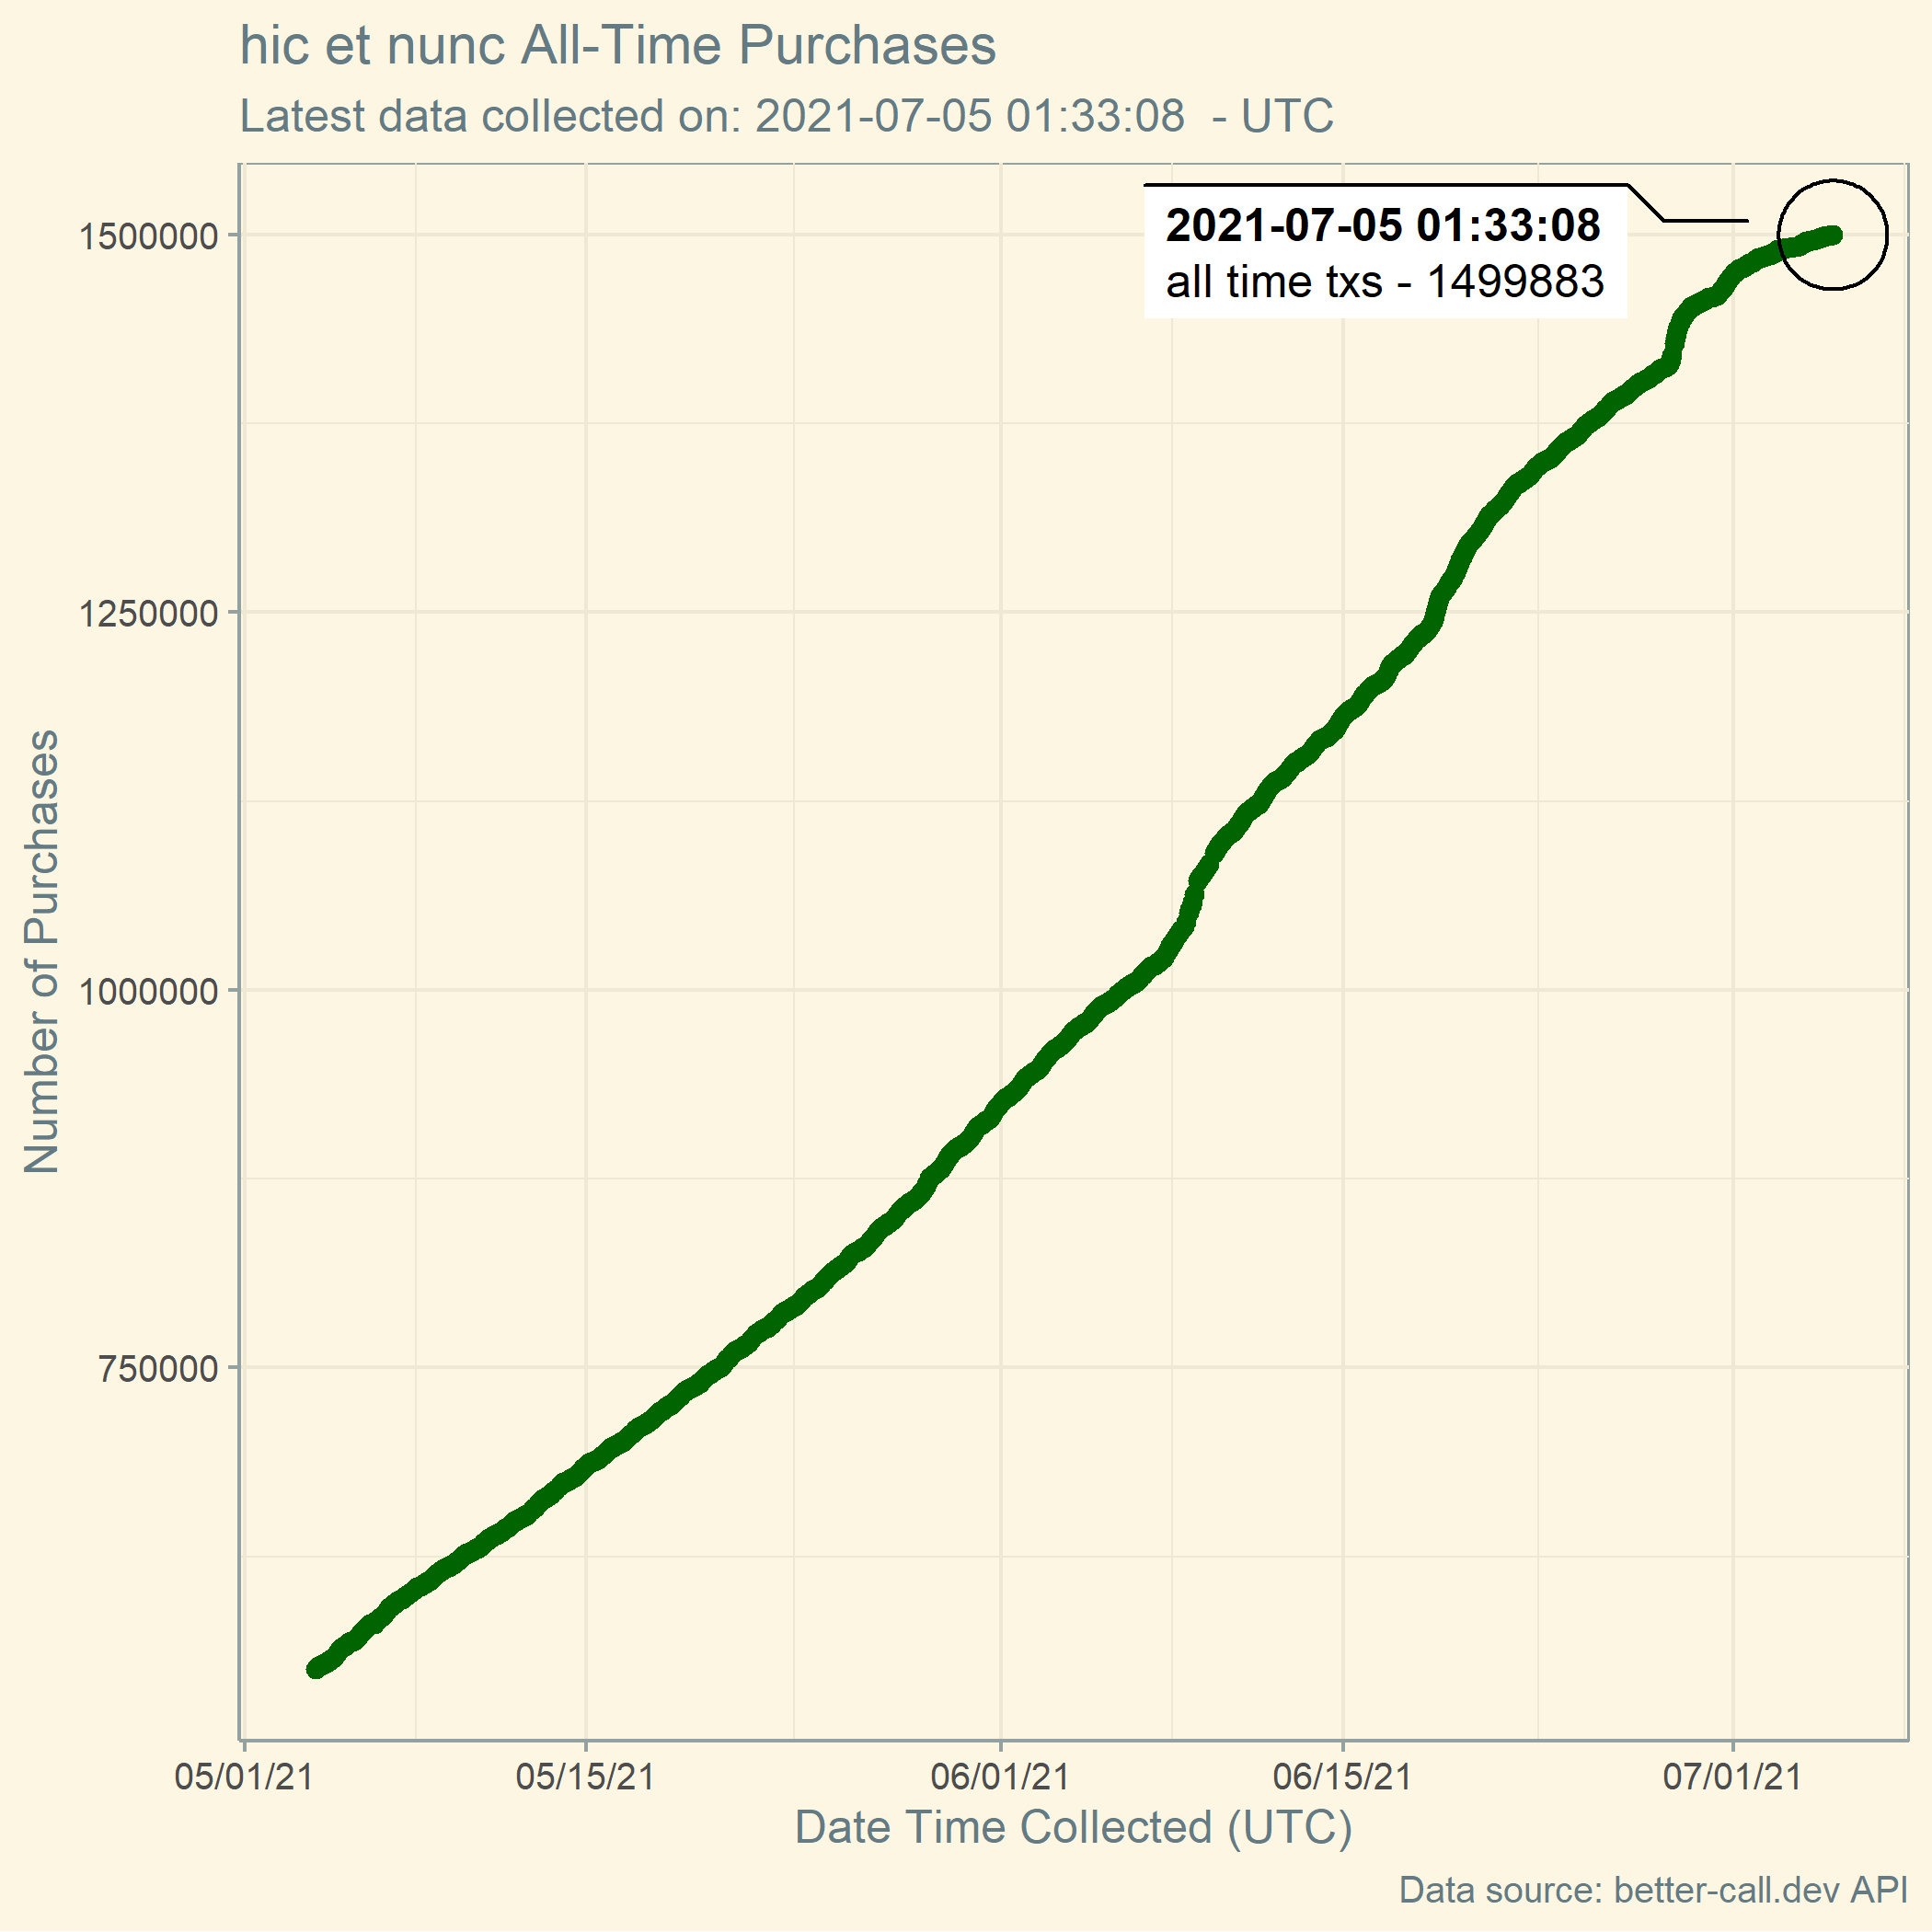 hic et nunc All-Time Purchases
Latest data collected on: 2021-07-05 01:33:08 - UTC
2021-07-05 01:33:08
all time txs - 1499883
Number of Purchases
1500000
1250000
1000000
750000
05/01/21 05/15/21 06/01/21 06/15/21 07/01/21
Date Time Collected (UTC)
Data source: better-call.dev API